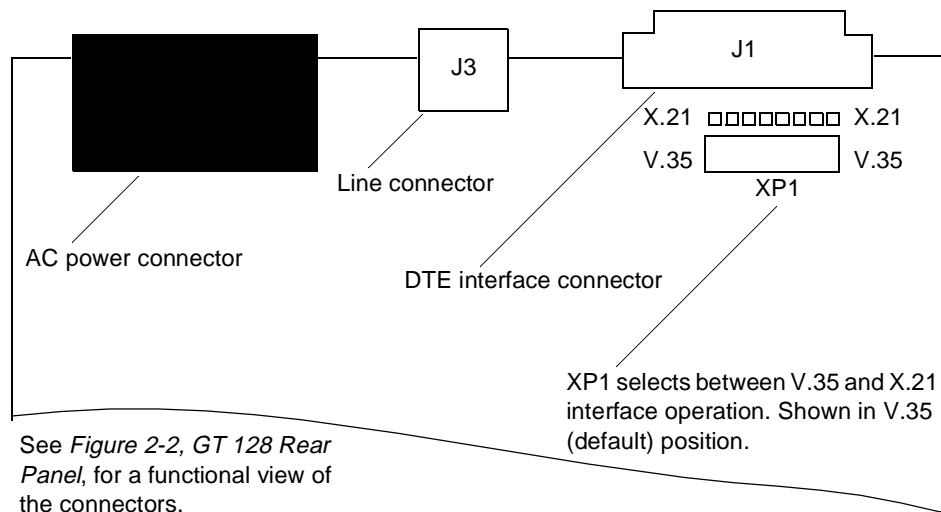 J3
J1
X.21 X.21
V.35 V.35
XP1
Line connector
AC power connector
DTE interface connector
XP1 selects between V.35 and X.21
interface operation. Shown in V.35
(default) position.
See Figure 2-2, GT 128 Rear
Panel, for a functional view of
the connectors.